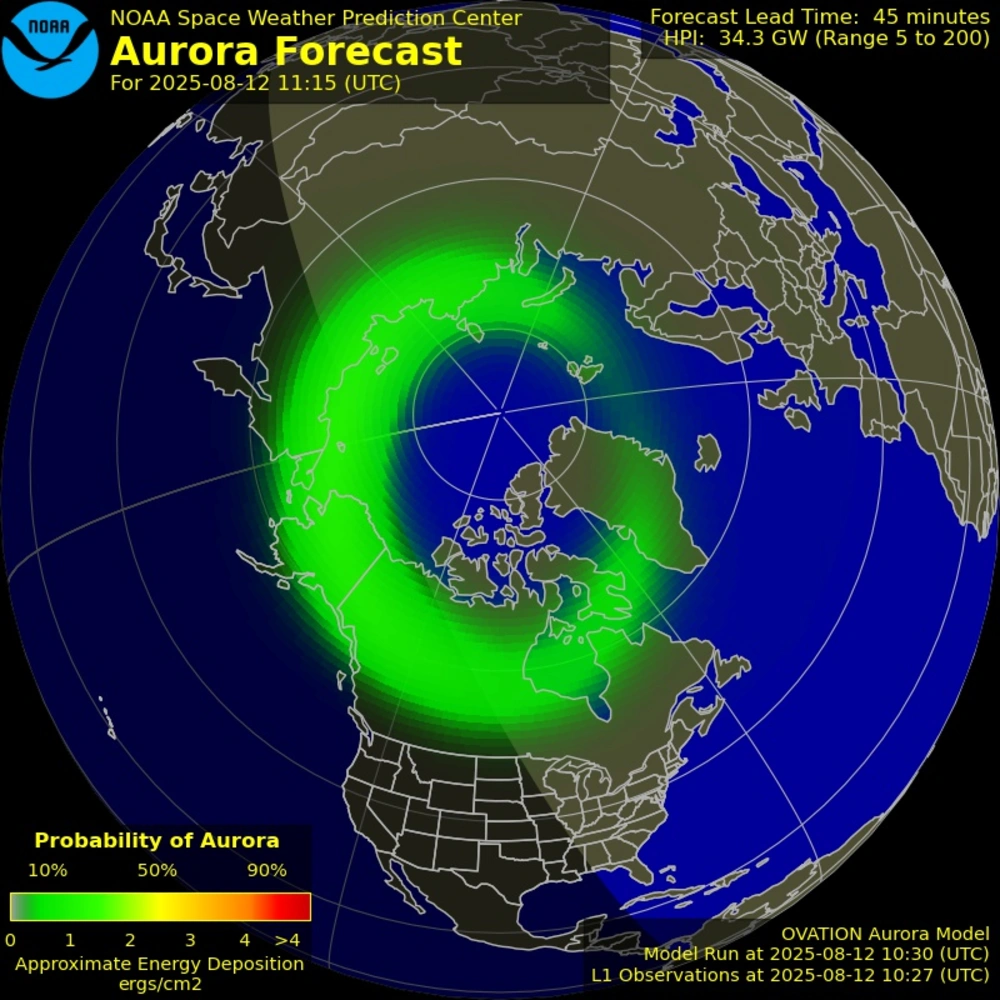 NOAA
NOAA Space Weather Prediction Center
Aurora Forecast
For 2025-08-12 11:15 (UTC)
Forecast Lead Time: 45 minutes
HPI: 34.3 GW (Range 5 to 200)
Probability of Aurora
10% 50% 90%
0 1 2 3 4 >4
Approximate Energy Deposition
ergs/cm2
OVATION Aurora Model
Model Run at 2025-08-12 10:30 (UTC)
L1 Observations at 2025-08-12 10:27 (UTC)